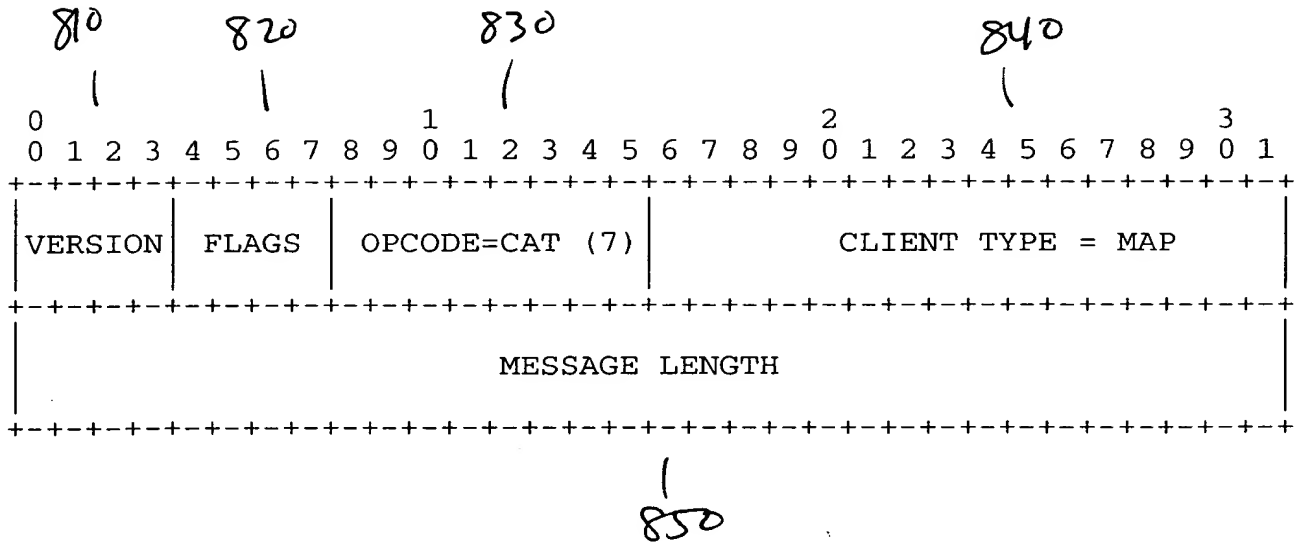 810 820 830 840
0 1 2 3
0 1 2 3 4 5 6 7 8 9 0 1 2 3 4 5 6 7 8 9 0 1 2 3 4 5 6 7 8 9 0 1
+-+-+-+-+-+-+-+-+-+-+-+-+-+-+-+-+-+-+-+-+-+-+-+-+-+-+-+-+-+-+-+-+
|VERSION| FLAGS | OPCODE=CAT (7)| CLIENT TYPE = MAP |
+-+-+-+-+-+-+-+-+-+-+-+-+-+-+-+-+-+-+-+-+-+-+-+-+-+-+-+-+-+-+-+-+
| MESSAGE LENGTH |
+-+-+-+-+-+-+-+-+-+-+-+-+-+-+-+-+-+-+-+-+-+-+-+-+-+-+-+-+-+-+-+-+
850